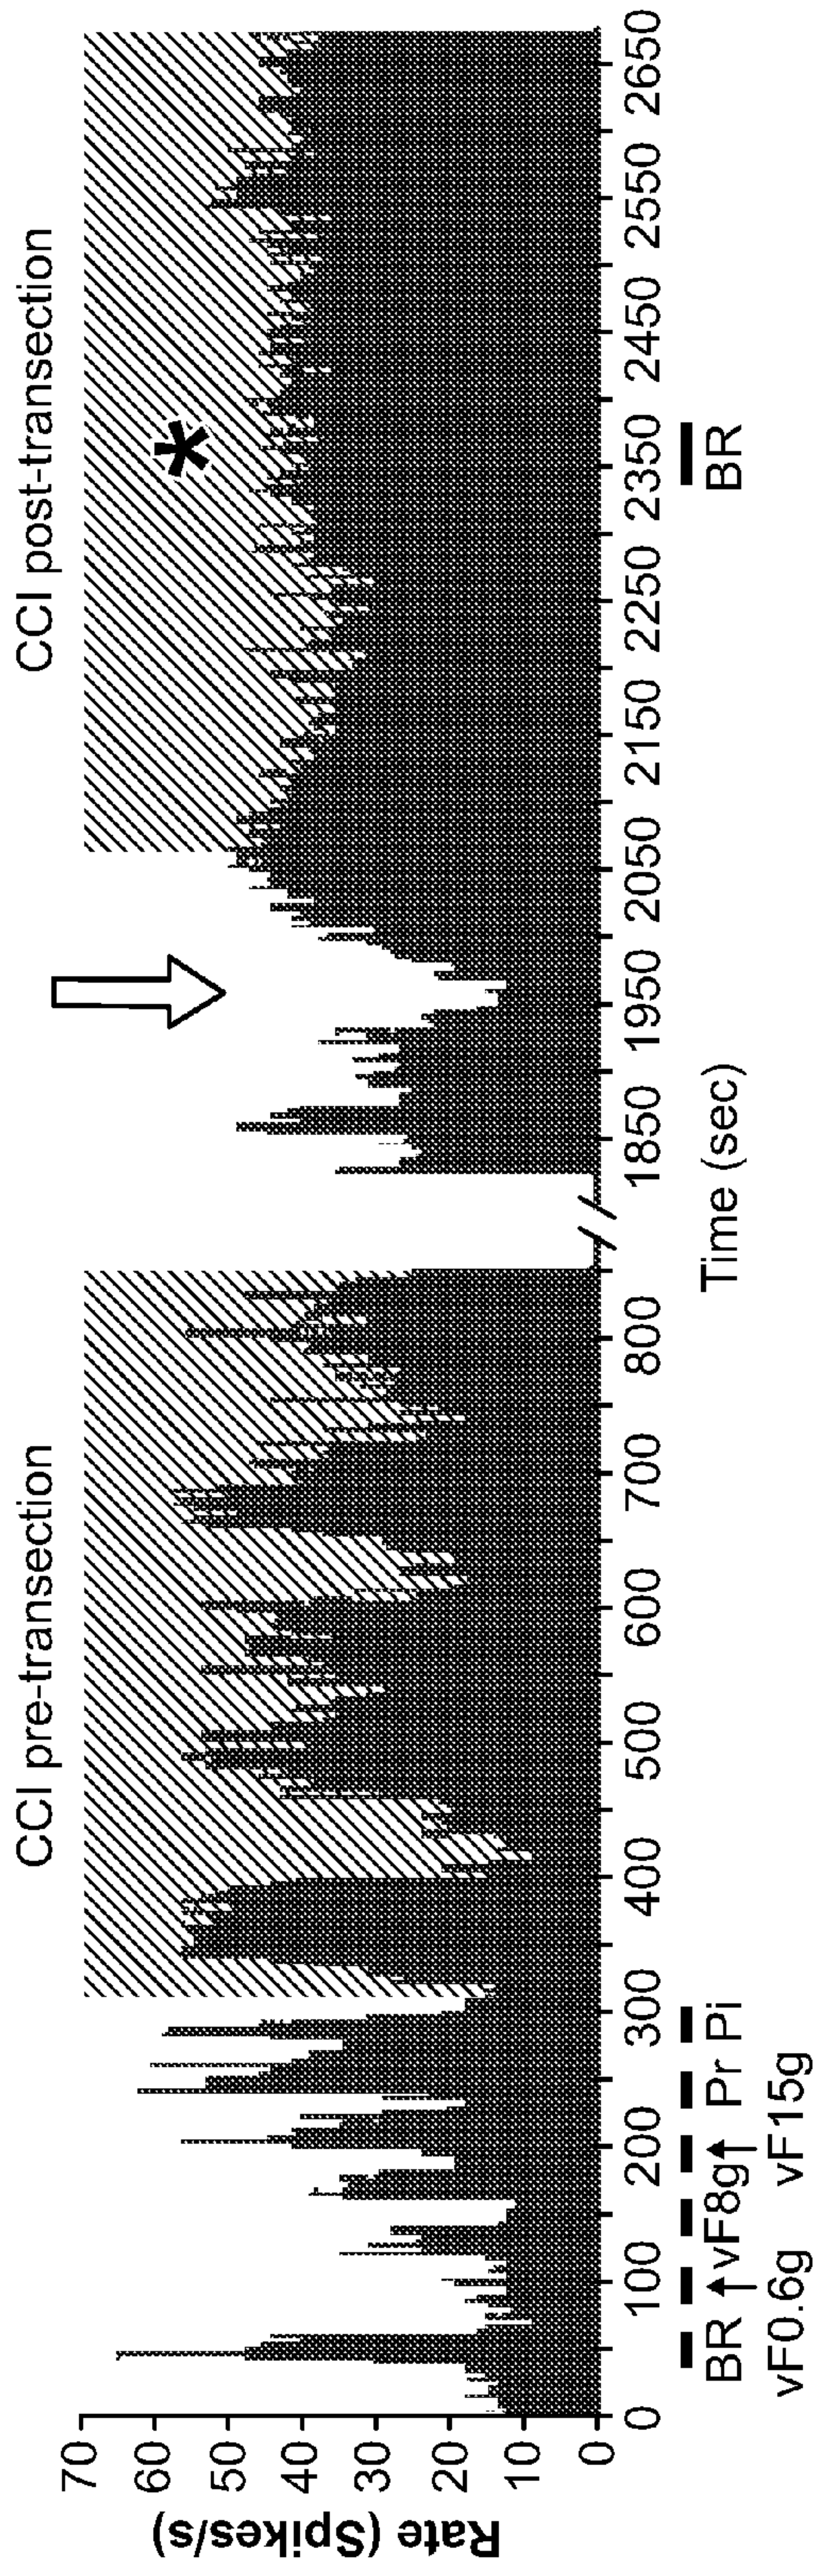 CCI pre-transection
CCI post-transection
*
Rate (Spikes/s)
70
60
50
40
30
20
10
0
0 100 200 300 400 500 600 700 800 1850 1950 2050 2150 2250 2350 2450 2550 2650
BR vF8g Pr Pi BR
vF0.6g vF15g
Time (sec)